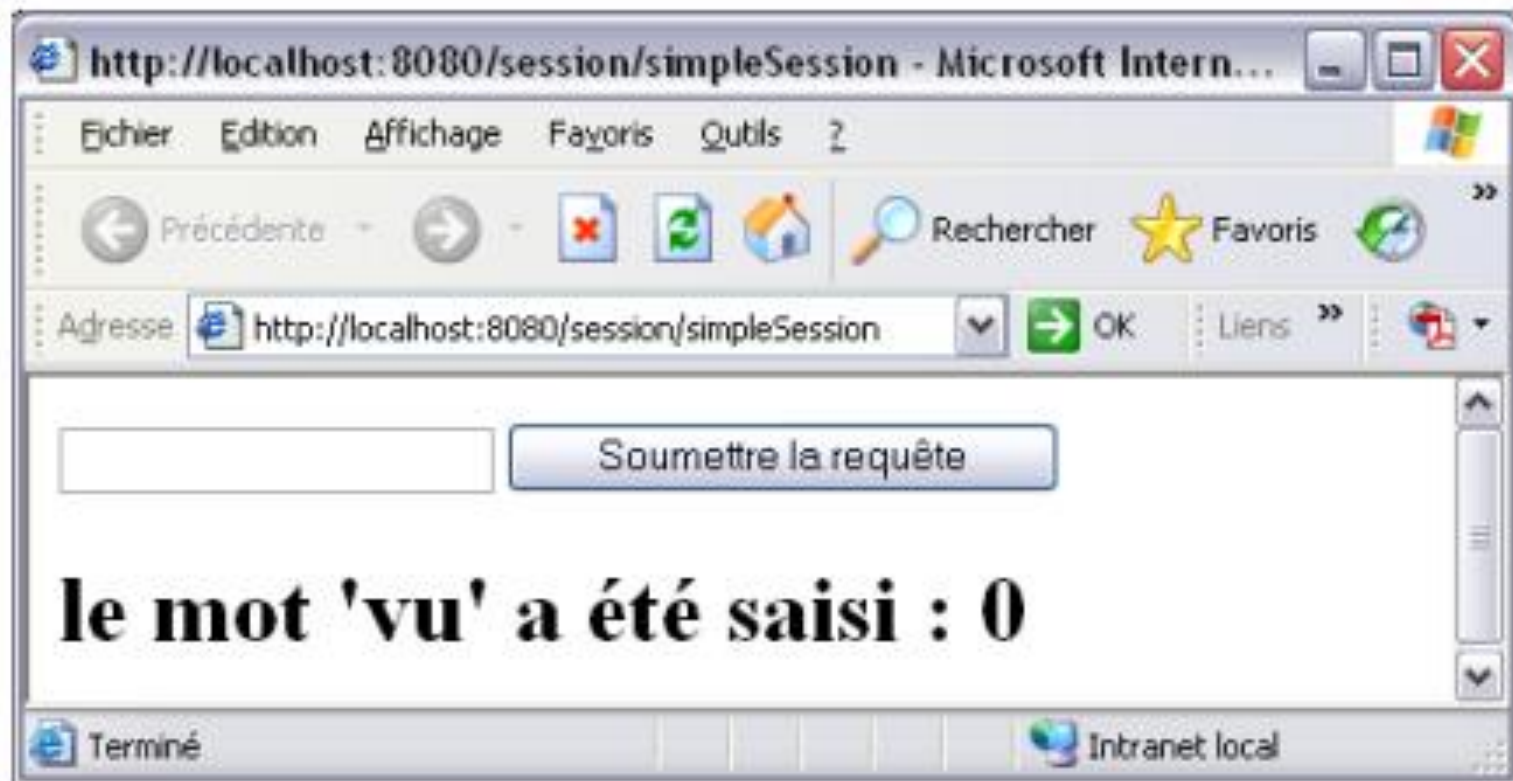 http://localhost:8080/session/simpleSession - Microsoft Intern...
Fichier Edition Affichage Favoris Outils ?
Précédente Rechercher Favoris »
Adresse http://localhost:8080/session/simpleSession OK Liens »
Soumettre la requête
le mot 'vu' a été saisi : 0
Terminé Intranet local